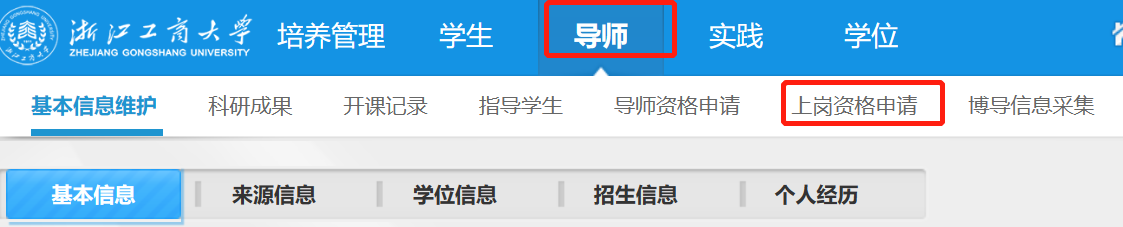 浙江工商大学 培养管理 学生 导师 实践 学位
ZHEJIANG GONGSHANG UNIVERSITY
基本信息维护 科研成果 开课记录 指导学生 导师资格申请 上岗资格申请 博导信息采集
基本信息 来源信息 学位信息 招生信息 个人经历